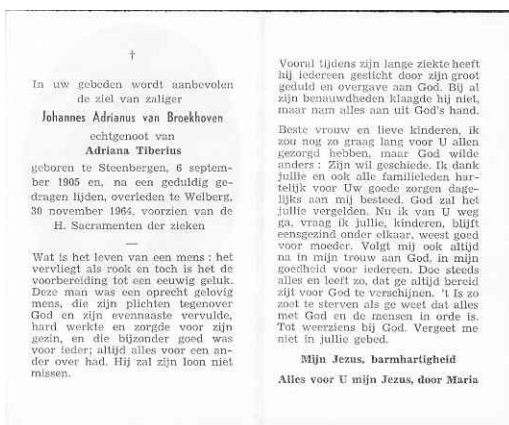 †
In uw gebeden wordt aanbevolen
de ziel van zaliger
Johannes Adrianus van Broekhoven
echtgenoot van
Adriana Tiberius
geboren te Steenbergen, 6 septem-
ber 1905 en, na een geduldig ge-
dragen lijden, overleden te Welberg,
30 november 1964, voorzien van de
H. Sacramenten der zieken
—
Wat is het leven van een mens : het
vervliegt als rook en toch is het de
voorbereiding tot een eeuwig geluk.
Deze man was een oprecht gelovig
mens, die zijn plichten tegenover
God en zijn evennaaste vervulde,
hard werkte en zorgde voor zijn
gezin, en die bijzonder goed was
voor ieder; altijd alles voor een an-
der over had. Hij zal zijn loon niet
missen.
Vooral tijdens zijn lange ziekte heeft
hij iedereen gesticht door zijn groot
geduld en overgave aan God. Bij al
zijn benauwdheden klaagde hij niet,
maar nam alles aan uit God's hand.
Beste vrouw en lieve kinderen, ik
zou nog zo graag lang voor U allen
gezorgd hebben, maar God wilde
anders : Zijn wil geschiede. Ik dank
jullie en ook alle familieleden har-
telijk voor Uw goede zorgen dage-
lijks aan mij besteed. God zal het
jullie vergelden. Nu ik van U weg
ga, vraag ik jullie, kinderen, blijft
eensgezind onder elkaar, weest goed
voor moeder. Volgt mij ook altijd
na in mijn trouw aan God, in mijn
goedheid voor iedereen. Doe steeds
alles en leeft zo, dat ge altijd bereid
zijt voor God te verschijnen. 't Is zo
zoet te sterven als ge weet dat alles
met God en de mensen in orde is.
Tot weerziens bij God. Vergeet me
niet in jullie gebed.
Mijn Jezus, barmhartigheid
Alles voor U mijn Jezus, door Maria